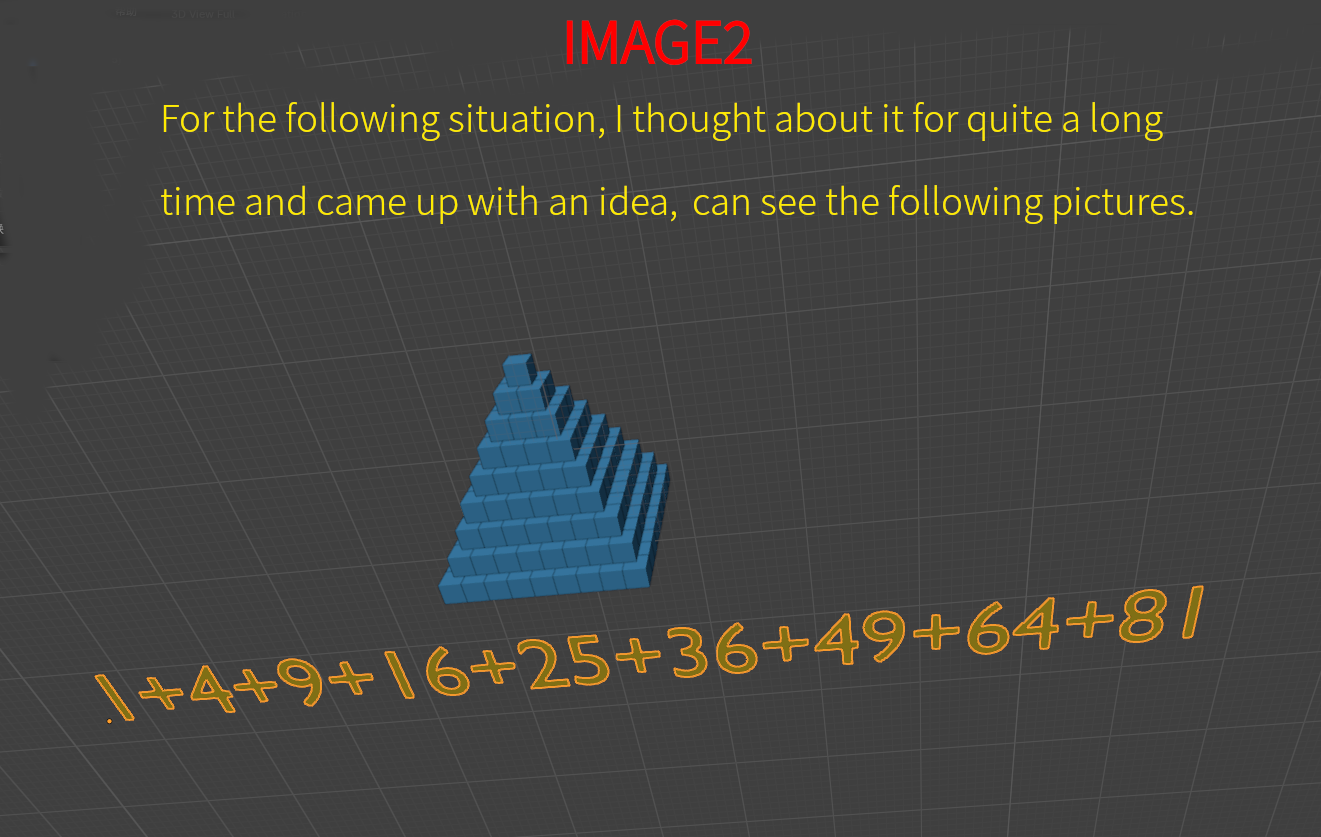 IMAGE2
For the following situation, I thought about it for quite a long
time and came up with an idea, can see the following pictures.
1+4+9+16+25+36+49+64+81